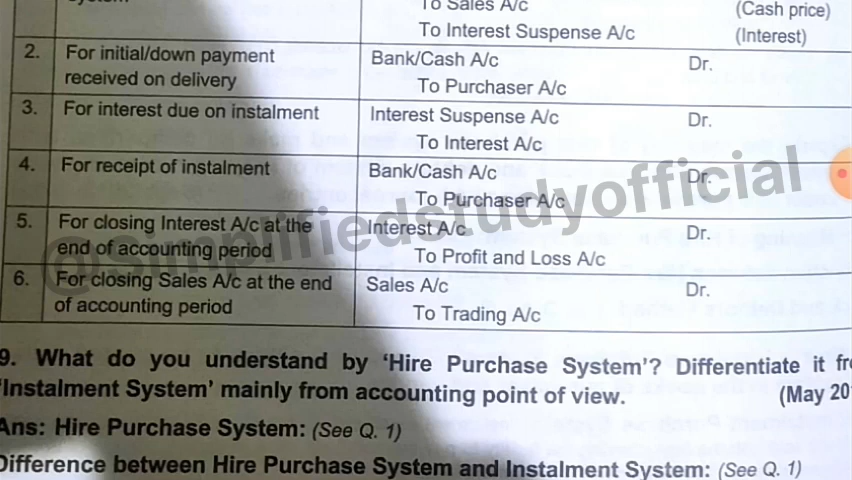 To Sales A/c (Cash price)
To Interest Suspense A/c (Interest)
2. For initial/down payment Bank/Cash A/c Dr.
received on delivery To Purchaser A/c
3. For interest due on instalment Interest Suspense A/c Dr.
To Interest A/c
4. For receipt of instalment Bank/Cash A/c Dr.
To Purchaser A/c
5. For closing Interest A/c at the Interest A/c Dr.
end of accounting period To Profit and Loss A/c
6. For closing Sales A/c at the end Sales A/c Dr.
of accounting period To Trading A/c
@simplifiedstudyofficial
9. What do you understand by ‘Hire Purchase System’? Differentiate it
‘Instalment System’ mainly from accounting point of view. (May
Ans: Hire Purchase System: (See Q. 1)
Difference between Hire Purchase System and Instalment System: (See Q. 1)